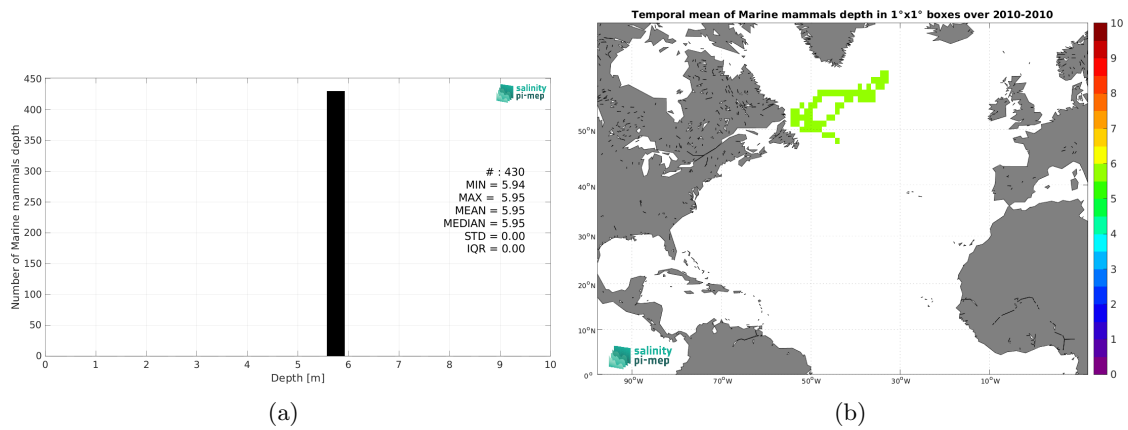 450
400
350
300
250
200
150
100
50
0
Number of Marine mammals depth
salinity
pi-mep
# : 430
MIN = 5.94
MAX = 5.95
MEAN = 5.95
MEDIAN = 5.95
STD = 0.00
IQR = 0.00
0 1 2 3 4 5 6 7 8 9 10
Depth [m]
(a)
Temporal mean of Marine mammals depth in 1°x1° boxes over 2010-2010
50°N
40°N
30°N
20°N
10°N
0°
90°W 70°W 50°W 30°W 10°W
salinity
pi-mep
10
9
8
7
6
5
4
3
2
1
0
(b)